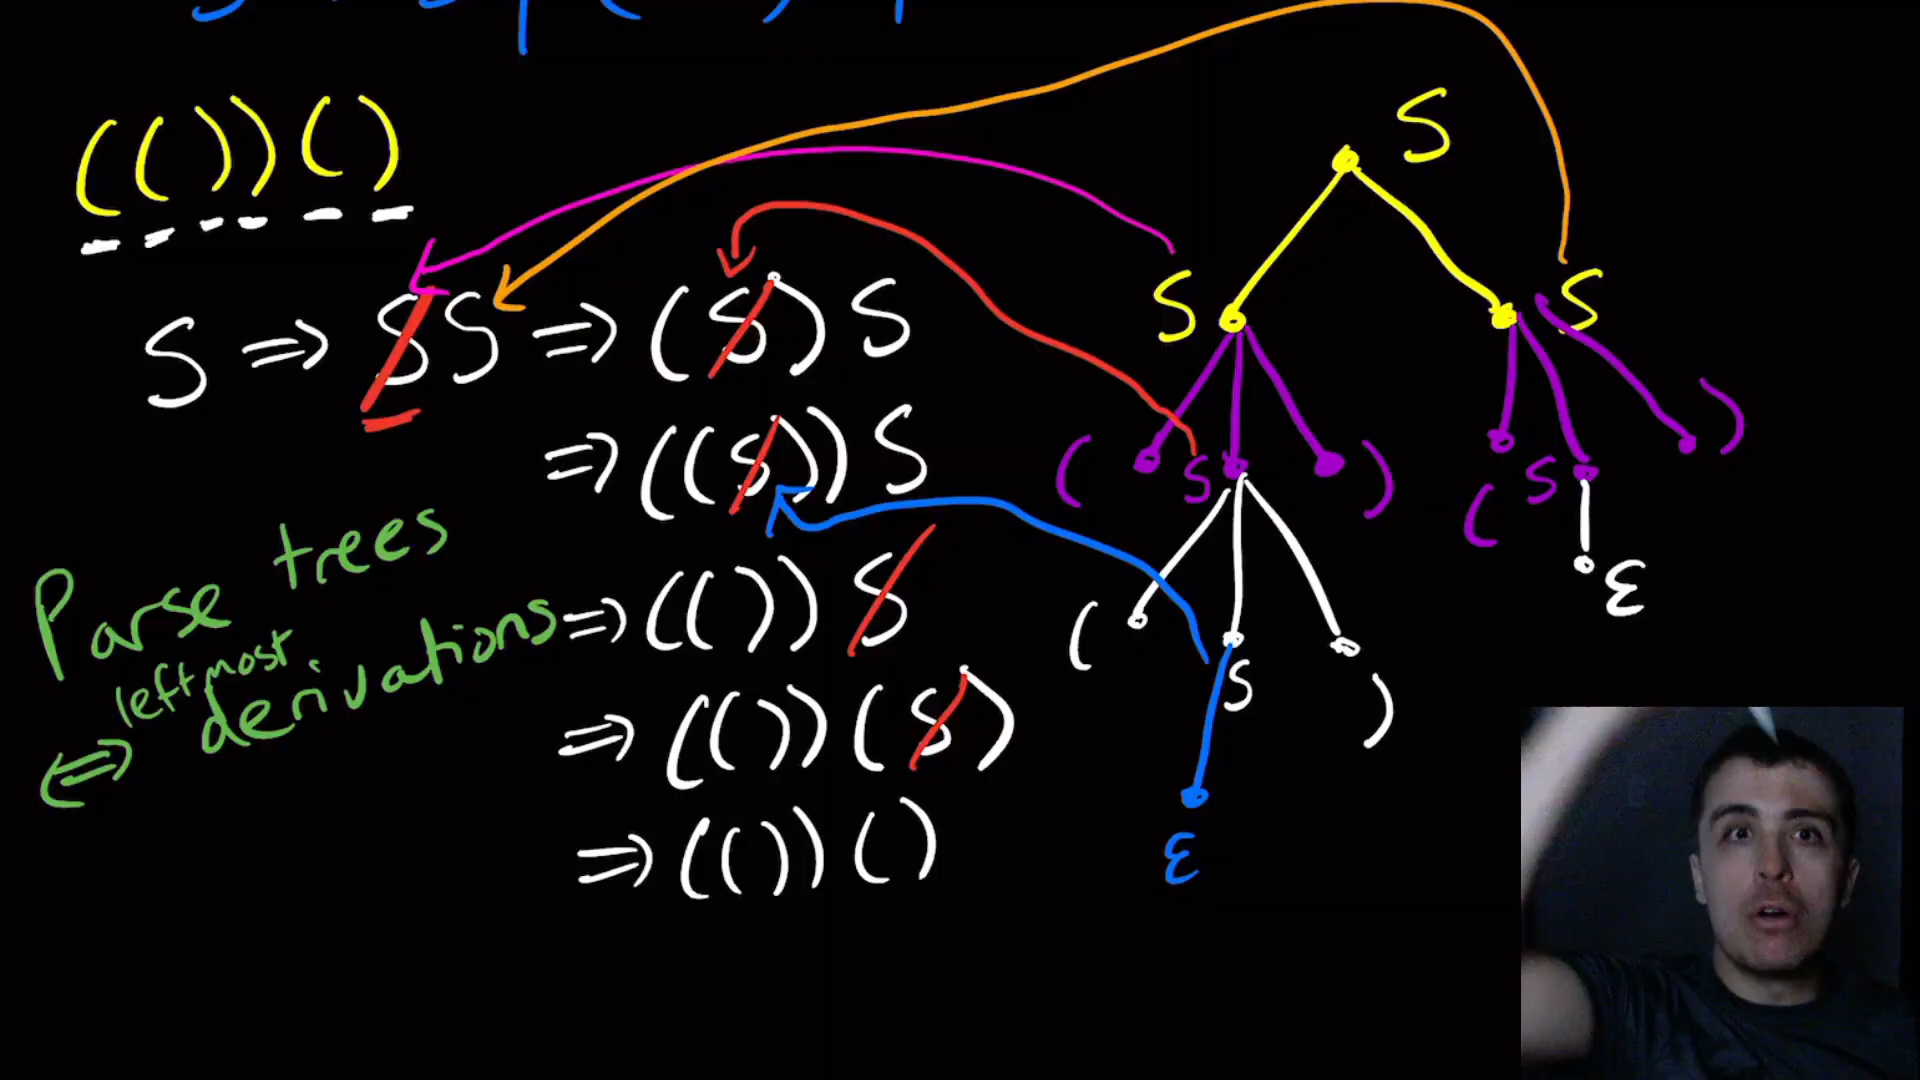 (())()
S
S ⇒ SS ⇒ (S)S
S
S
⇒ ((S))S
( S )
( S )
Parse trees
⇔ leftmost derivations
⇒ (())S
( S )
ε
⇒ (())(S)
⇒ (())()
ε